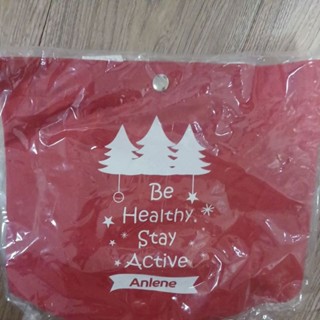 Be
Healthy,
Stay
Active
Anlene